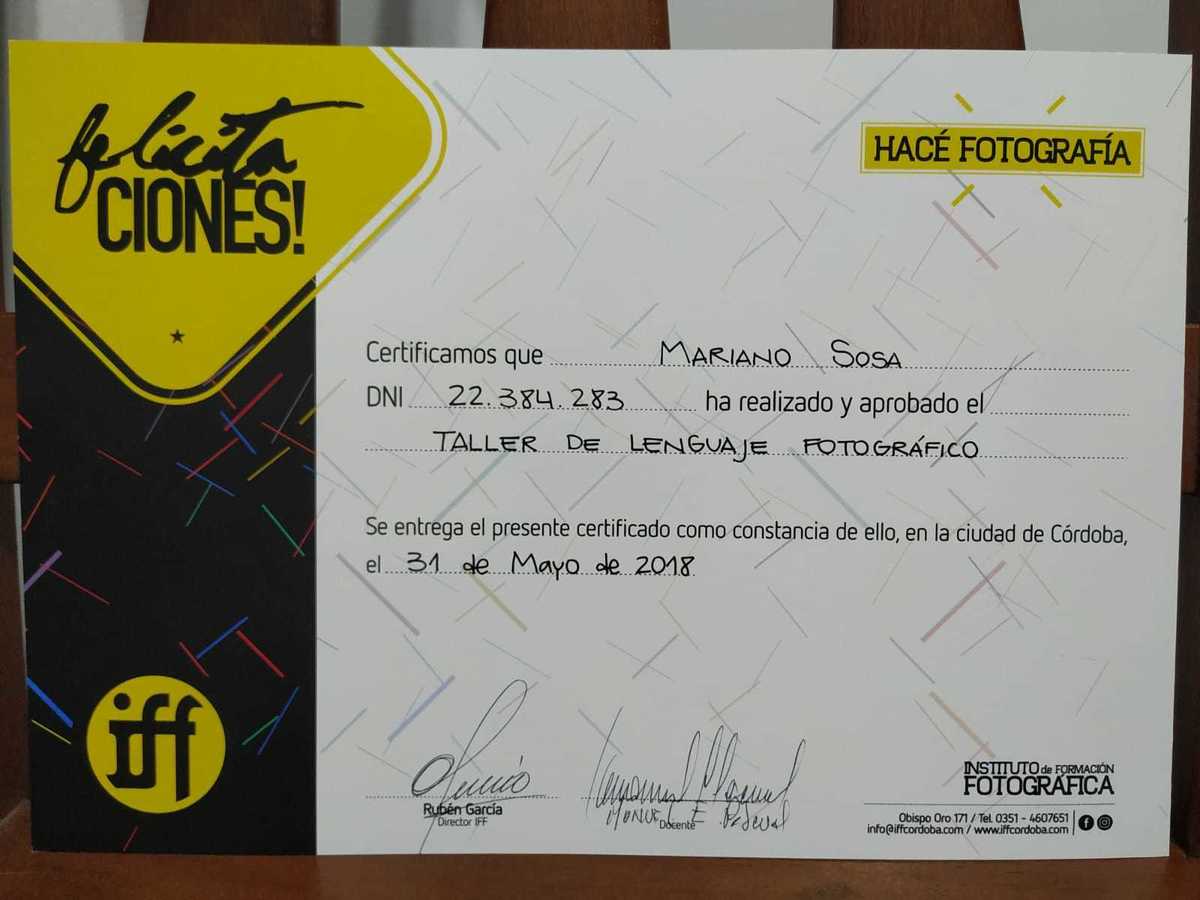 felicita
CIONES!
HACÉ FOTOGRAFÍA
Certificamos que MARIANO SOSA
DNI 22.384.283 ha realizado y aprobado el
TALLER DE LENGUAJE FOTOGRÁFICO
Se entrega el presente certificado como constancia de ello, en la ciudad de Córdoba,
el 31 de Mayo de 2018
Rubén García
Director IFF
MANUEL E. PASCUAL
Docente
iff
INSTITUTO de FORMACIÓN
FOTOGRÁFICA
Obispo Oro 171 / Tel. 0351 - 4607651
info@iffcordoba.com / www.iffcordoba.com